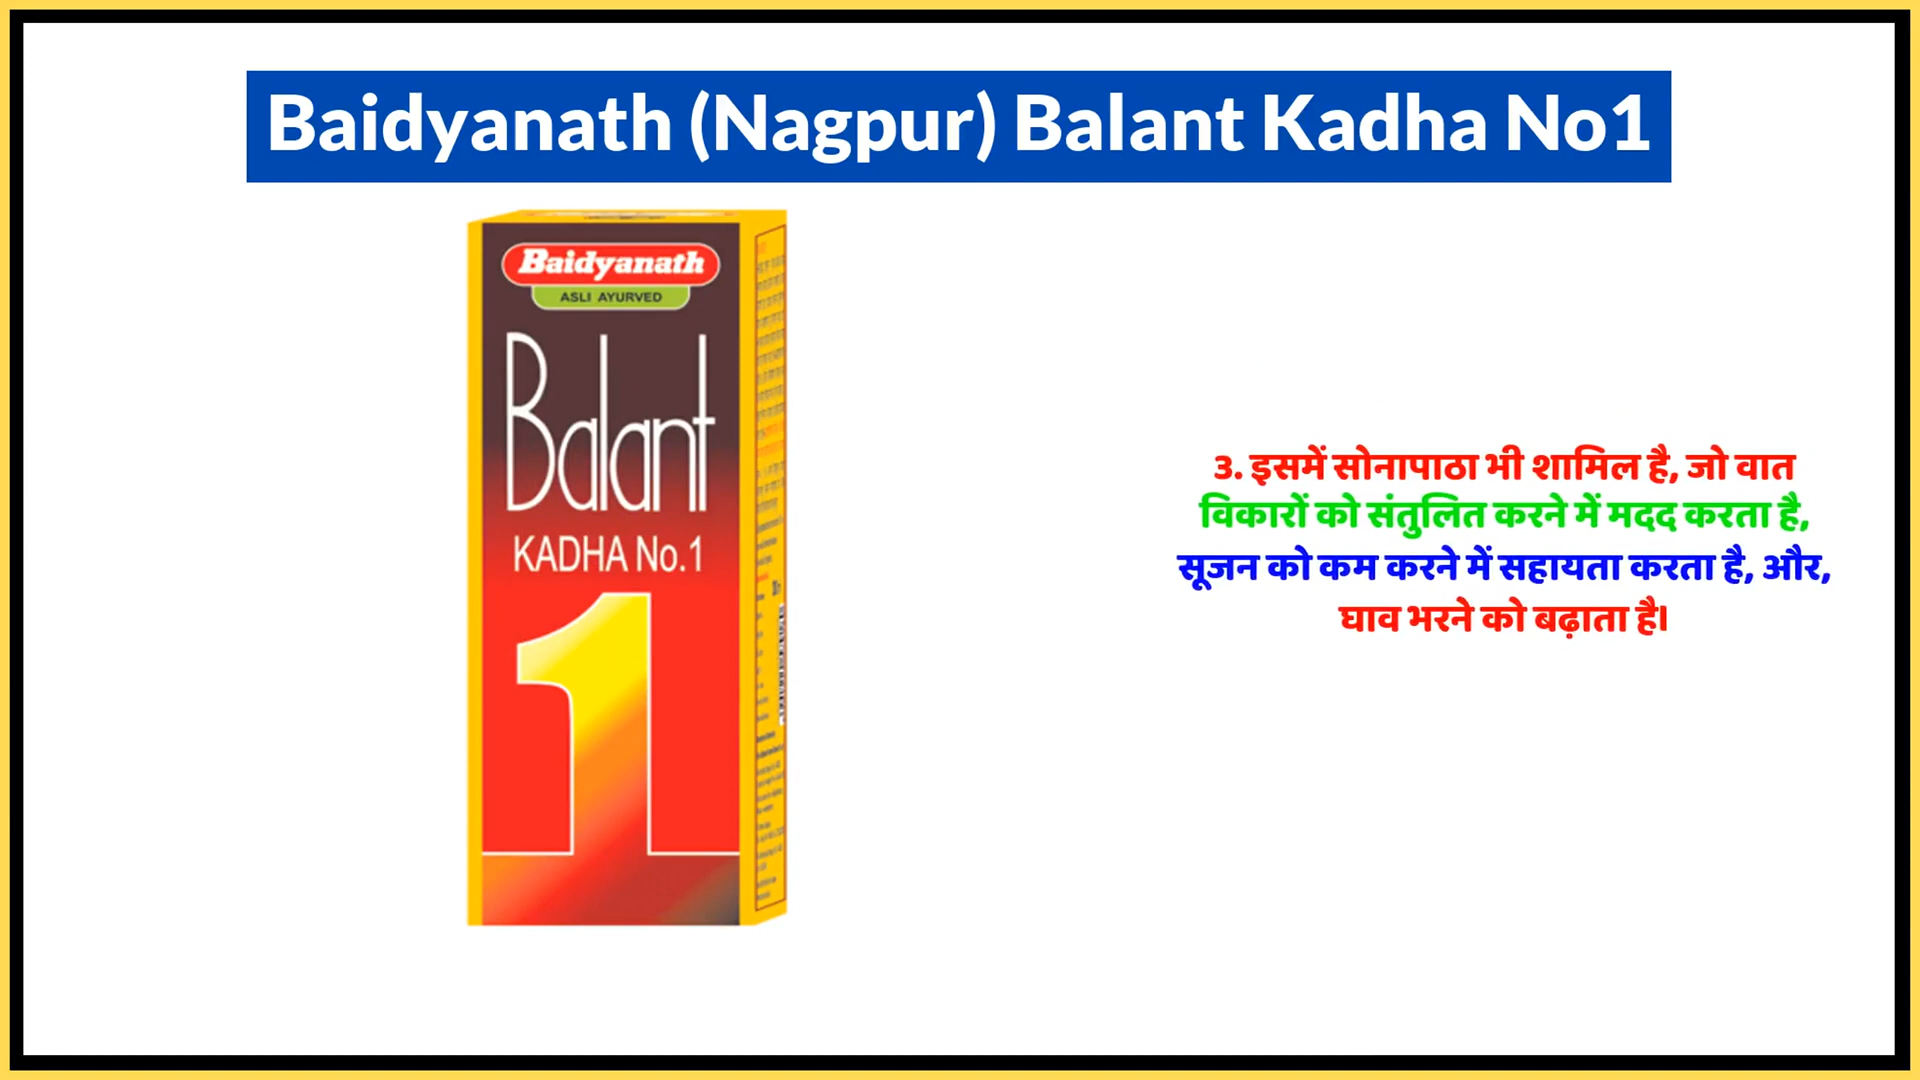 Baidyanath (Nagpur) Balant Kadha No1
Baidyanath
ASLI AYURVED
Balant
KADHA No.1
1
3. इसमें सोनापाठा भी शामिल है, जो वात
विकारों को संतुलित करने में मदद करता है,
सूजन को कम करने में सहायता करता है, और,
घाव भरने को बढ़ाता है।